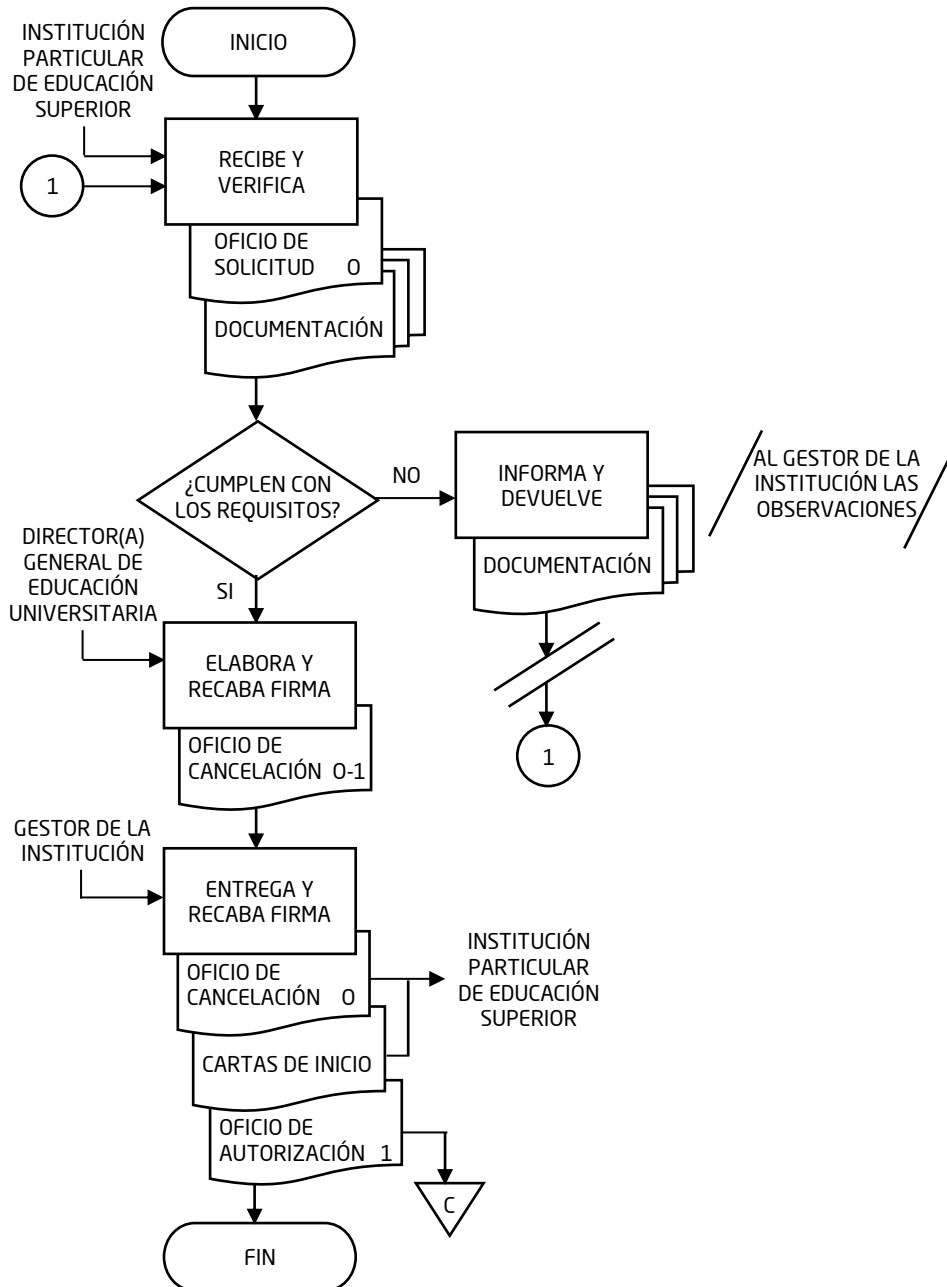 INSTITUCIÓN
PARTICULAR
DE EDUCACIÓN
SUPERIOR
INICIO
1
RECIBE Y
VERIFICA
OFICIO DE
SOLICITUD O
DOCUMENTACIÓN
¿CUMPLEN CON
LOS REQUISITOS?
NO
INFORMA Y
DEVUELVE
DOCUMENTACIÓN
AL GESTOR DE LA
INSTITUCIÓN LAS
OBSERVACIONES
1
SI
DIRECTOR(A)
GENERAL DE
EDUCACIÓN
UNIVERSITARIA
ELABORA Y
RECABA FIRMA
OFICIO DE
CANCELACIÓN O-1
GESTOR DE LA
INSTITUCIÓN
ENTREGA Y
RECABA FIRMA
OFICIO DE
CANCELACIÓN O
INSTITUCIÓN
PARTICULAR
DE EDUCACIÓN
SUPERIOR
CARTAS DE INICIO
OFICIO DE
AUTORIZACIÓN 1
C
FIN